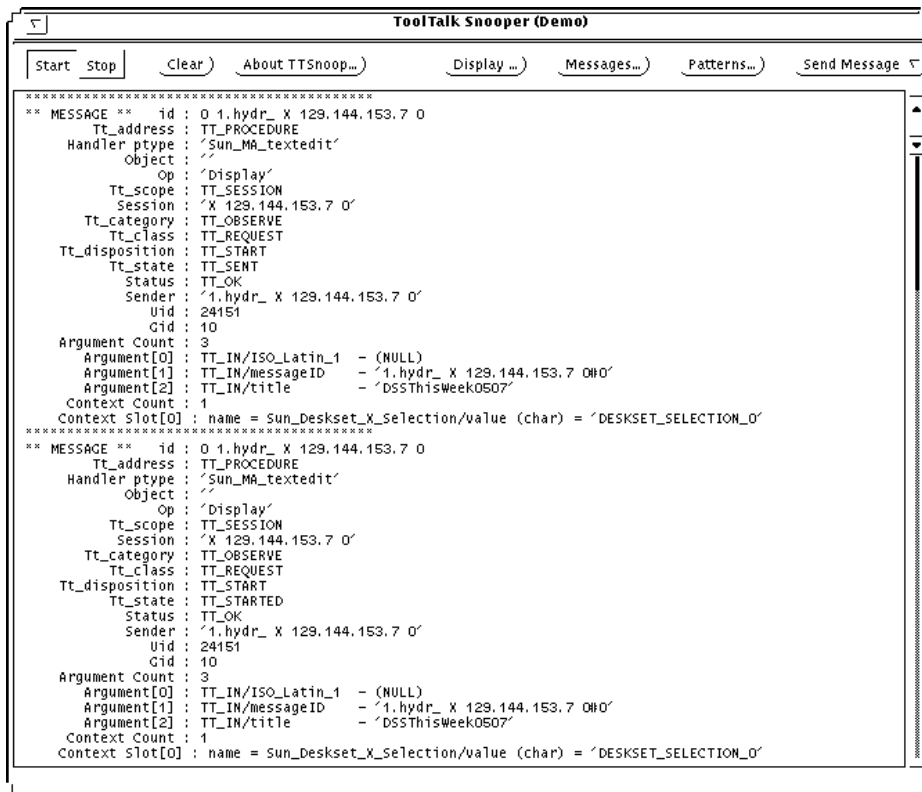 ToolTalk Snooper (Demo)
Start Stop Clear) About TTSnoop...) Display ...) Messages...) Patterns...) Send Message
******************************************
** MESSAGE ** id : 0 1.hydr_ X 129.144.153.7 0
Tt_address : TT_PROCEDURE
Handler ptype : ‘Sun_MA_textedit’
Object : ‘’
Op : ‘Display’
Tt_scope : TT_SESSION
Session : ‘X 129.144.153.7 0’
Tt_category : TT_OBSERVE
Tt_class : TT_REQUEST
Tt_disposition : TT_START
Tt_state : TT_SENT
Status : TT_OK
Sender : ‘1.hydr_ X 129.144.153.7 0’
Uid : 24151
Gid : 10
Argument Count : 3
Argument[0] : TT_IN/ISO_Latin_1 - (NULL)
Argument[1] : TT_IN/messageID - ‘1.hydr_ X 129.144.153.7 0#0’
Argument[2] : TT_IN/title - ‘DSSThisWeek0507’
Context Count : 1
Context Slot[0] : name = Sun_Deskset_X_Selection/value (char) = ‘DESKSET_SELECTION_0’
******************************************
** MESSAGE ** id : 0 1.hydr_ X 129.144.153.7 0
Tt_address : TT_PROCEDURE
Handler ptype : ‘Sun_MA_textedit’
Object : ‘’
Op : ‘Display’
Tt_scope : TT_SESSION
Session : ‘X 129.144.153.7 0’
Tt_category : TT_OBSERVE
Tt_class : TT_REQUEST
Tt_disposition : TT_START
Tt_state : TT_STARTED
Status : TT_OK
Sender : ‘1.hydr_ X 129.144.153.7 0’
Uid : 24151
Gid : 10
Argument Count : 3
Argument[0] : TT_IN/ISO_Latin_1 - (NULL)
Argument[1] : TT_IN/messageID - ‘1.hydr_ X 129.144.153.7 0#0’
Argument[2] : TT_IN/title - ‘DSSThisWeek0507’
Context Count : 1
Context Slot[0] : name = Sun_Deskset_X_Selection/value (char) = ‘DESKSET_SELECTION_0’